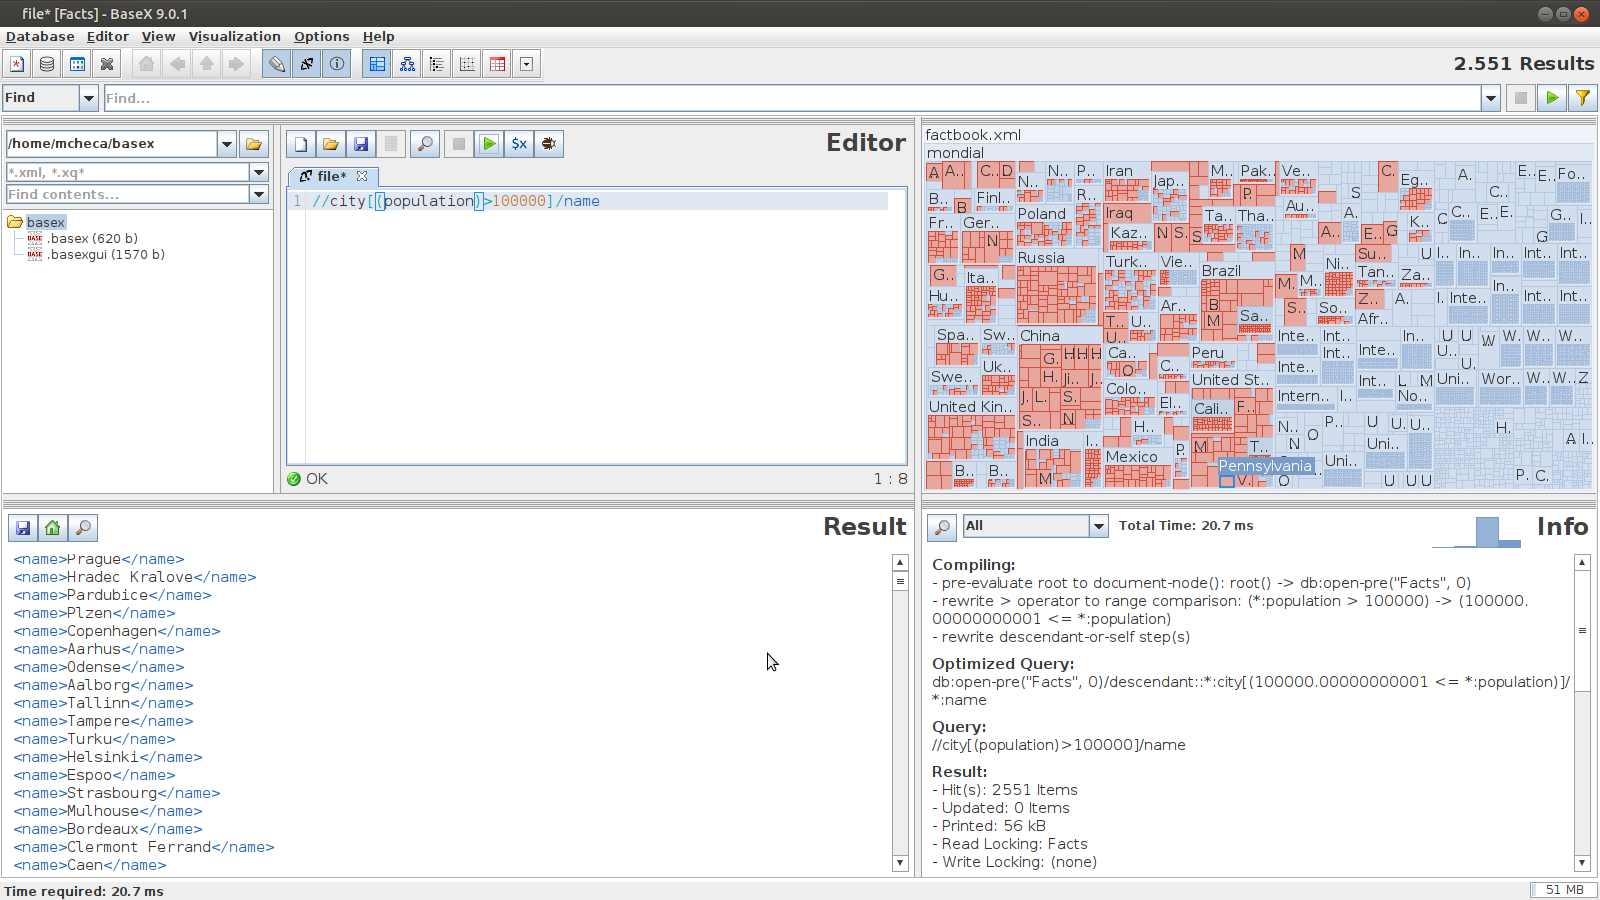 file* [Facts] - BaseX 9.0.1
Database Editor View Visualization Options Help
2.551 Results
Find
Find...
/home/mcheca/basex
*.xml, *.xq*
Find contents...
basex
.basex (620 b)
.basexgui (1570 b)
Editor
$x
file*
1 //city[(population)>100000]/name
OK
1 : 8
factbook.xml
mondial
A A.. C.. D N.. P.. Iran M.. Pak.. Ve.. C. A. E.. E.. Fo..
B.. B Finl.. N.. R.. Jap.. P. Au.. Eg.. S
Fr.. Ger.. Poland Iraq Ta.. Tha.. A. K.. C C.. E.. E. G.. I..
N Kaz.. N S. S A.. E.. G E. G
G.. Ita.. Russia Turk.. Vie.. Brazil M Ni.. Su.. Tan.. U I.. In.. In.. Int.. Int..
Hu.. Ar.. B M. M.. Za.. In..
T.. U.. M Sa.. S.. So.. Z.. A. I. Inte.. Int.. Int..
U.. Afr..
Spa.. Sw.. China Ca.. Peru Inte.. Int.. In.. U U W W.. W.. W..
G. H H H O C.. Int.. Inte.. U.. U.
Swe.. Uk.. H. Ji.. J.. Colo.. United St.. Inte.. Int.. L M Uni.. Wor.. W.. W.. Z
United Kin.. J.. L.. S. El.. Cali.. F.. Intern.. I.. No..
S.. N H.. N.. P.. U U.. U.. H.
India I.. P. M T.. N O Uni.. A I..
B.. B.. M Mexico Pennsylvania Uni.. P. C.
V. O U U U
Result
<name>Prague</name>
<name>Hradec Kralove</name>
<name>Pardubice</name>
<name>Plzen</name>
<name>Copenhagen</name>
<name>Aarhus</name>
<name>Odense</name>
<name>Aalborg</name>
<name>Tallinn</name>
<name>Tampere</name>
<name>Turku</name>
<name>Helsinki</name>
<name>Espoo</name>
<name>Strasbourg</name>
<name>Mulhouse</name>
<name>Bordeaux</name>
<name>Clermont Ferrand</name>
<name>Caen</name>
All
Total Time: 20.7 ms
Info
Compiling:
- pre-evaluate root to document-node(): root() -> db:open-pre("Facts", 0)
- rewrite > operator to range comparison: (*:population > 100000) -> (100000.
00000000001 <= *:population)
- rewrite descendant-or-self step(s)
Optimized Query:
db:open-pre("Facts", 0)/descendant::*:city[(100000.00000000001 <= *:population)]/
*:name
Query:
//city[(population)>100000]/name
Result:
- Hit(s): 2551 Items
- Updated: 0 Items
- Printed: 56 kB
- Read Locking: Facts
- Write Locking: (none)
Time required: 20.7 ms
51 MB